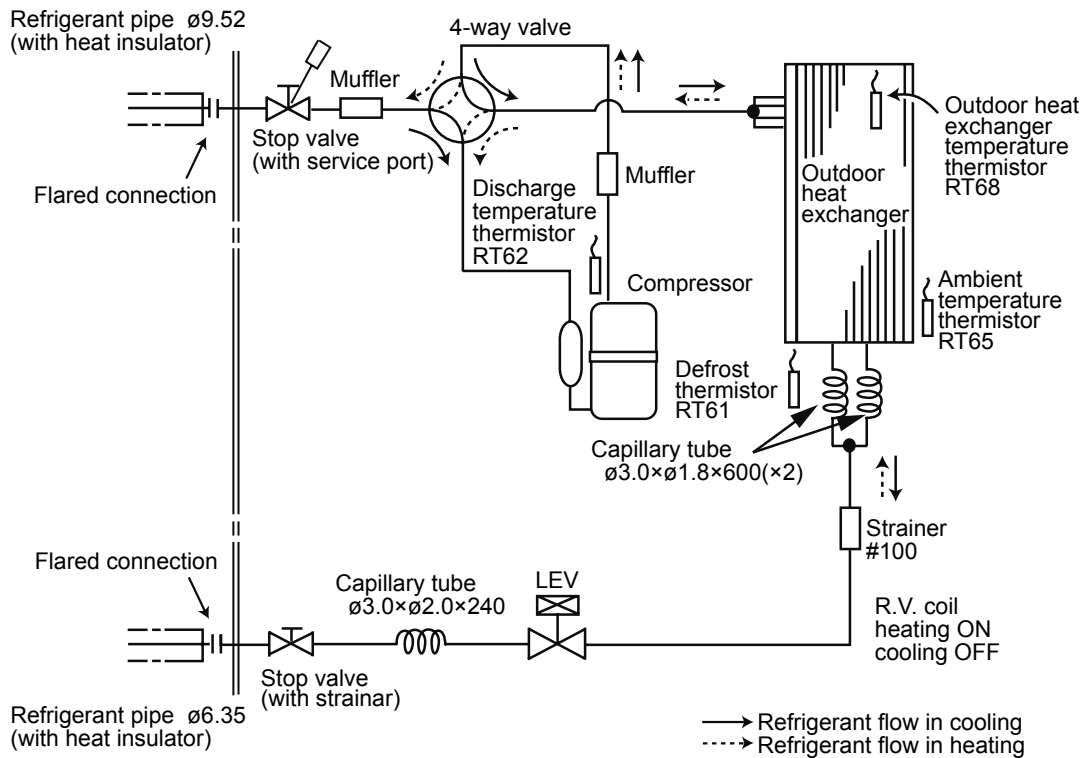 Refrigerant pipe ø9.52
(with heat insulator)
4-way valve
Muffler
Stop valve
(with service port)
Flared connection
Discharge
temperature
thermistor
RT62
Muffler
Compressor
Outdoor
heat
exchanger
Outdoor heat
exchanger
temperature
thermistor
RT68
Ambient
temperature
thermistor
RT65
Defrost
thermistor
RT61
Capillary tube
ø3.0×ø1.8×600(×2)
Strainer
#100
Flared connection
Capillary tube
ø3.0×ø2.0×240
LEV
R.V. coil
heating ON
cooling OFF
Stop valve
(with strainar)
Refrigerant pipe ø6.35
(with heat insulator)
Refrigerant flow in cooling
Refrigerant flow in heating